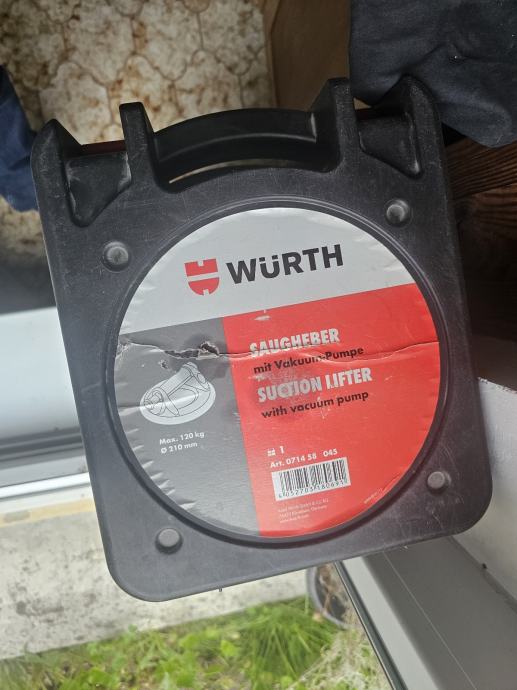 WÜRTH
SAUGHEBER
mit Vakuum-Pumpe
SUCTION LIFTER
with vacuum pump
Max. 120 kg
Ø 210 mm
1
Art. 0714 58 045